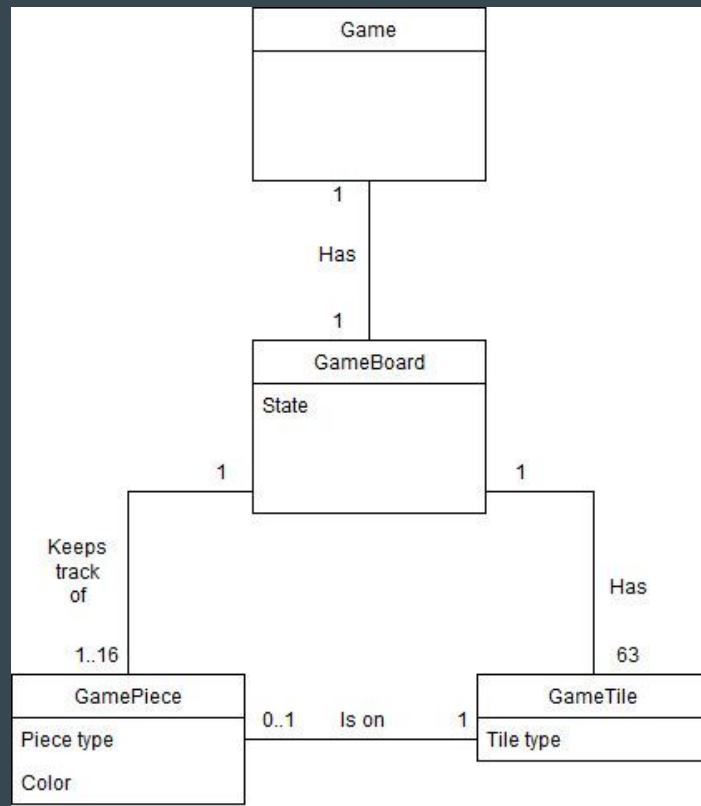 Game
1
Has
1
GameBoard
State
1
1
Keeps
track
of
Has
1..16
63
GamePiece
GameTile
0..1
Is on
1
Piece type
Tile type
Color